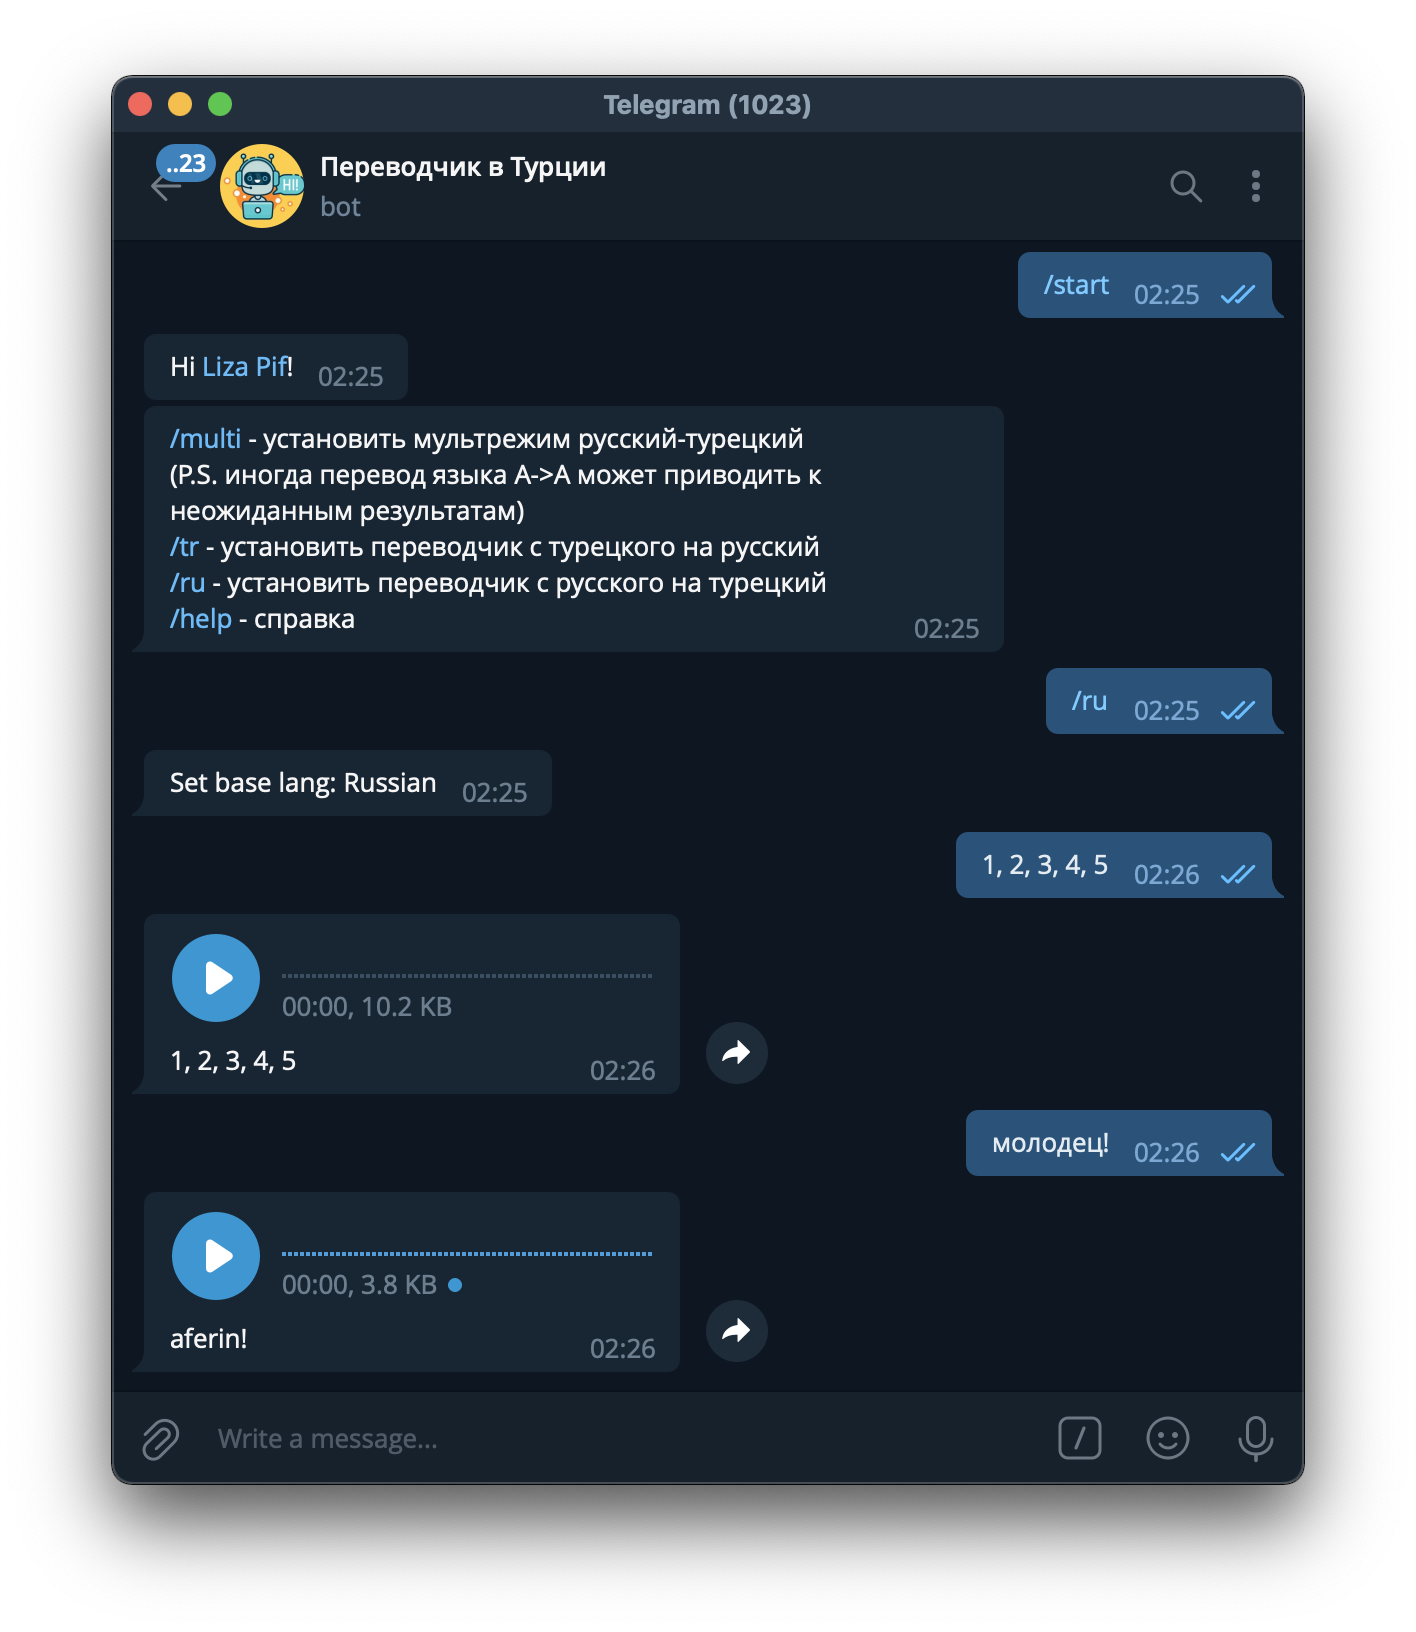 Telegram (1023)
..23
Переводчик в Турции
HI!
bot
/start 02:25
Hi Liza Pif! 02:25
/multi - установить мультрежим русский-турецкий
(P.S. иногда перевод языка A->A может приводить к
неожиданным результатам)
/tr - установить переводчик с турецкого на русский
/ru - установить переводчик с русского на турецкий
/help - справка
02:25
/ru 02:25
Set base lang: Russian 02:25
1, 2, 3, 4, 5 02:26
00:00, 10.2 KB
1, 2, 3, 4, 5 02:26
молодец! 02:26
00:00, 3.8 KB
aferin! 02:26
Write a message...